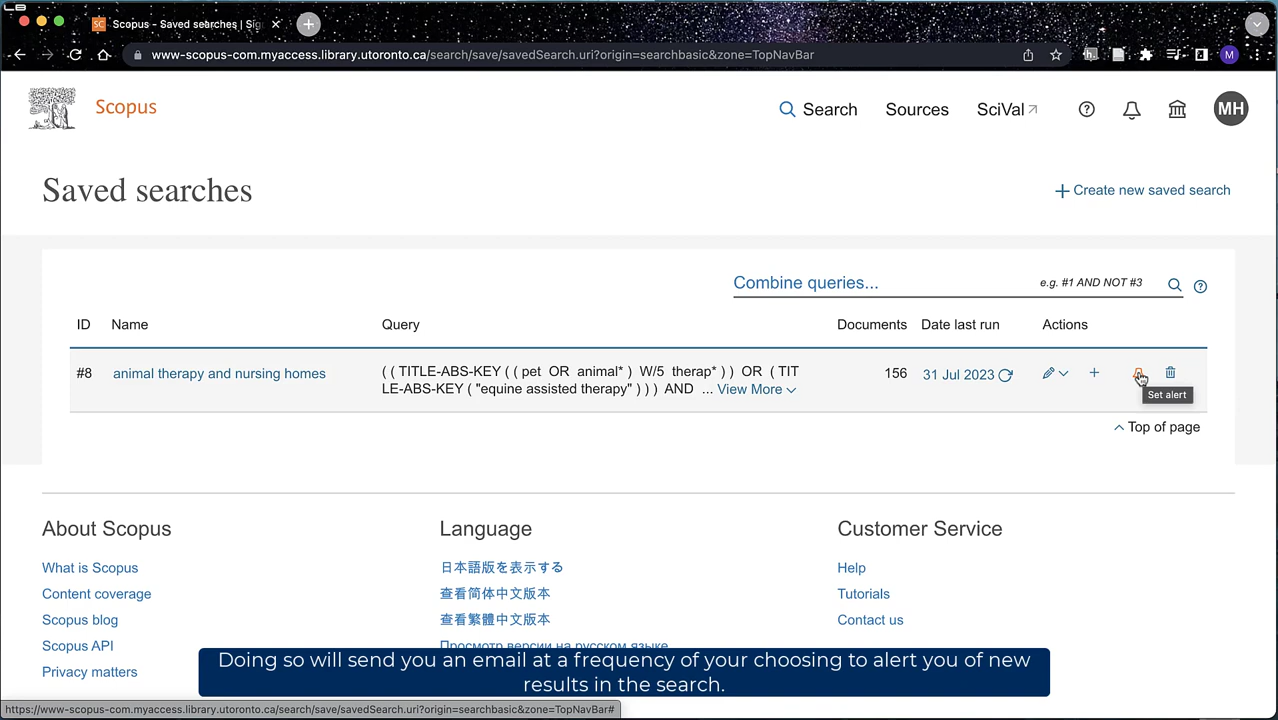 Scopus - Saved searches | Sig
www-scopus-com.myaccess.library.utoronto.ca/search/save/savedSearch.uri?origin=searchbasic&zone=TopNavBar
M
Scopus
Search
Sources
SciVal
MH
Saved searches
Create new saved search
Combine queries...
e.g. #1 AND NOT #3
ID Name Query Documents Date last run Actions
#8 animal therapy and nursing homes ( ( TITLE-ABS-KEY ( ( pet OR animal* ) W/5 therap* ) ) OR ( TIT 156 31 Jul 2023
LE-ABS-KEY ( "equine assisted therapy" ) ) ) AND ... View More
Set alert
Top of page
About Scopus
What is Scopus
Content coverage
Scopus blog
Scopus API
Privacy matters
Language
日本語版を表示する
查看简体中文版本
查看繁體中文版本
Просмотр версии на русском языке
Customer Service
Help
Tutorials
Contact us
Doing so will send you an email at a frequency of your choosing to alert you of new
results in the search.
https://www-scopus-com.myaccess.library.utoronto.ca/search/save/savedSearch.uri?origin=searchbasic&zone=TopNavBar#